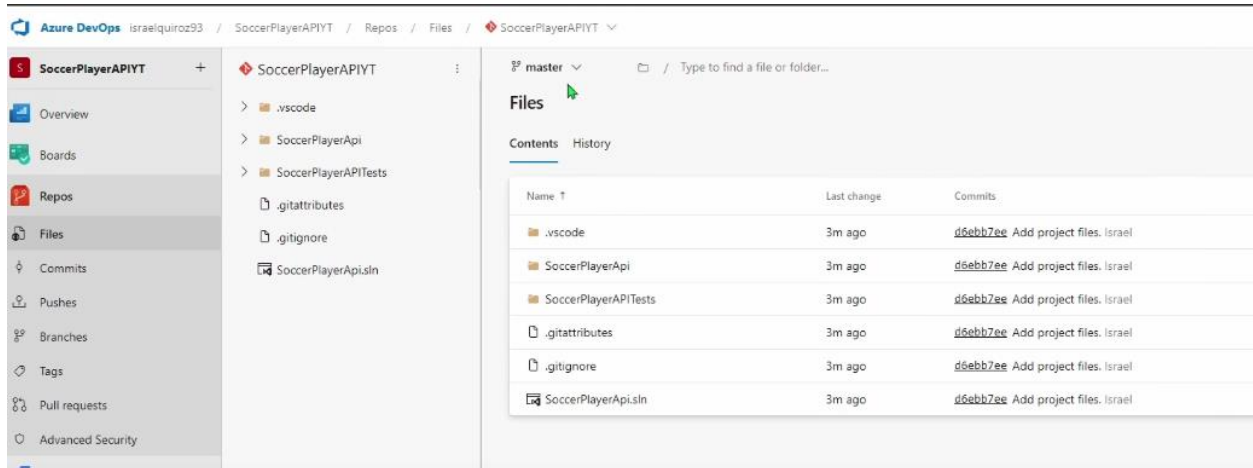 Azure DevOps israelquiroz93 / SoccerPlayerAPIYT / Repos / Files / SoccerPlayerAPIYT
S SoccerPlayerAPIYT +
Overview
Boards
Repos
Files
Commits
Pushes
Branches
Tags
Pull requests
Advanced Security
SoccerPlayerAPIYT
.vscode
SoccerPlayerApi
SoccerPlayerAPITests
.gitattributes
.gitignore
SoccerPlayerApi.sln
master / Type to find a file or folder...
Files
Contents History
Name ↑ Last change Commits
.vscode 3m ago d6ebb7ee Add project files. Israel
SoccerPlayerApi 3m ago d6ebb7ee Add project files. Israel
SoccerPlayerAPITests 3m ago d6ebb7ee Add project files. Israel
.gitattributes 3m ago d6ebb7ee Add project files. Israel
.gitignore 3m ago d6ebb7ee Add project files. Israel
SoccerPlayerApi.sln 3m ago d6ebb7ee Add project files. Israel